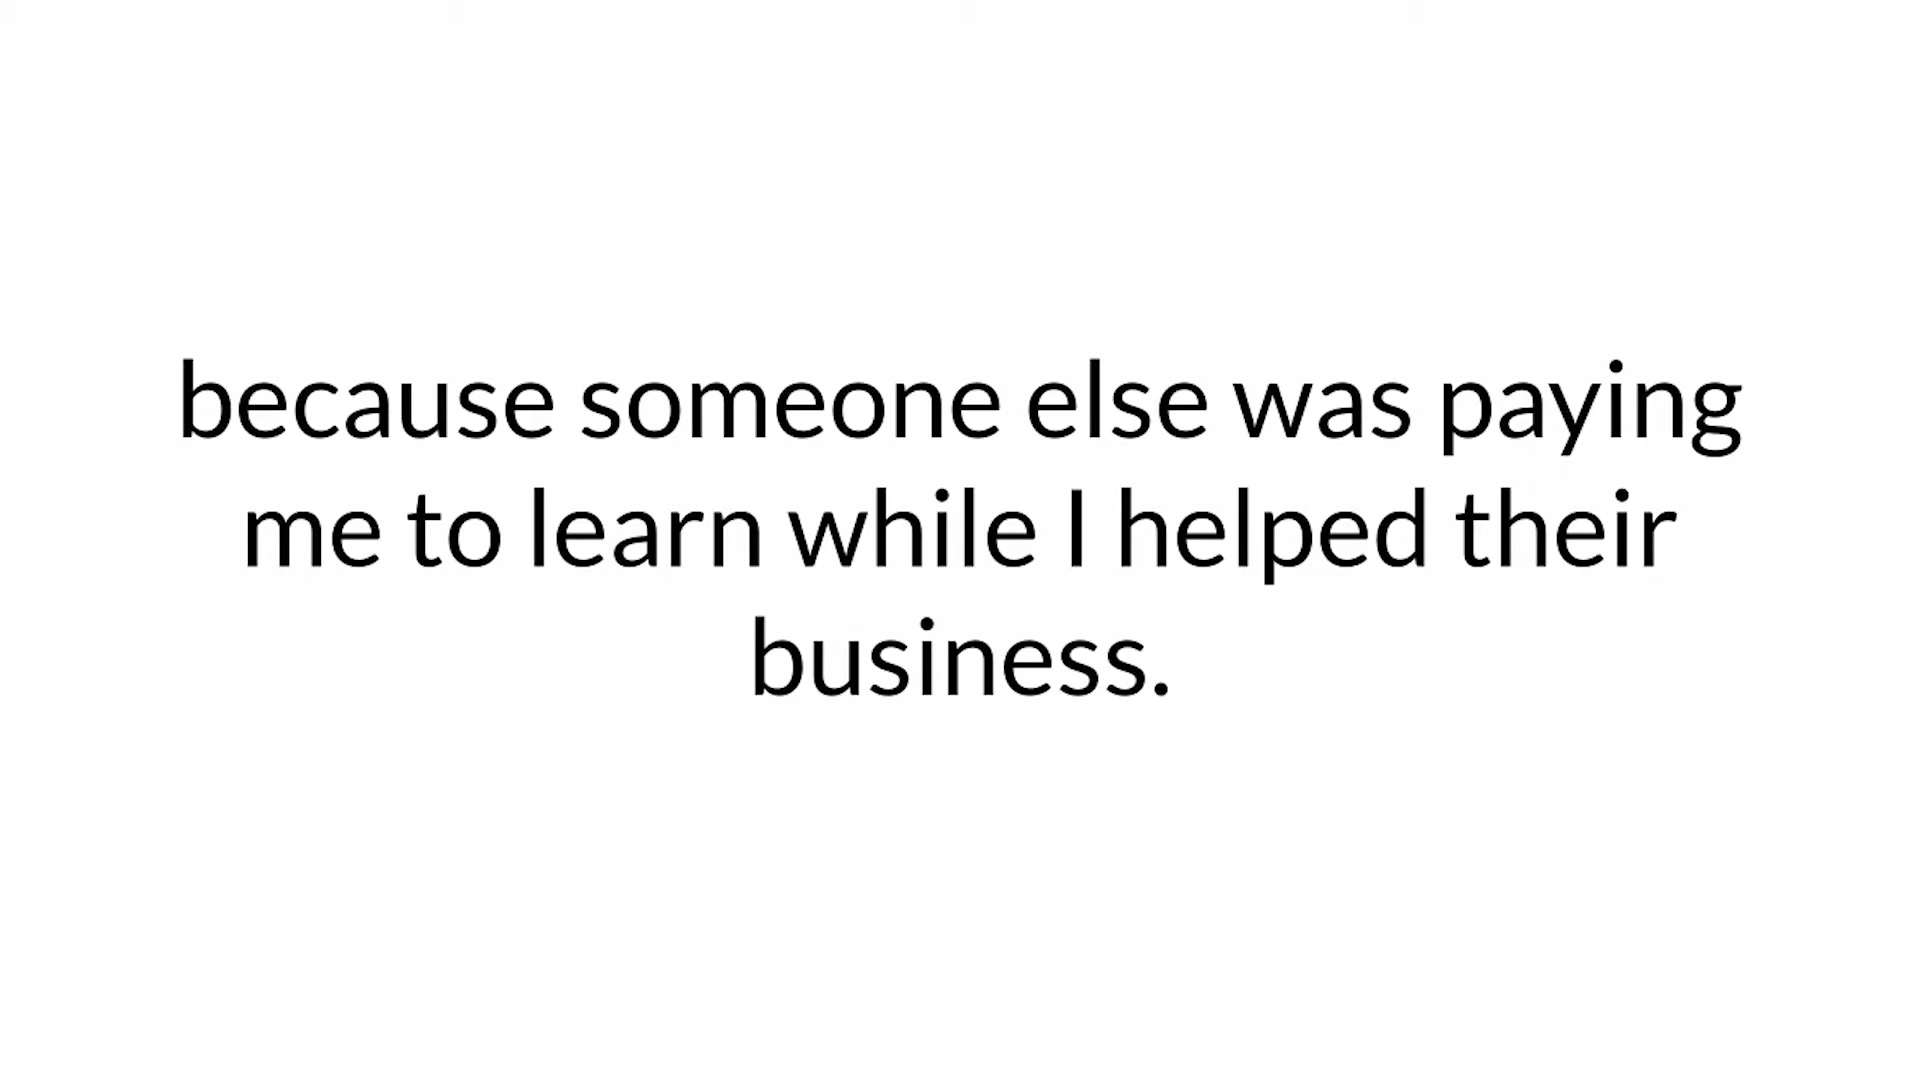 because someone else was paying
me to learn while I helped their
business.